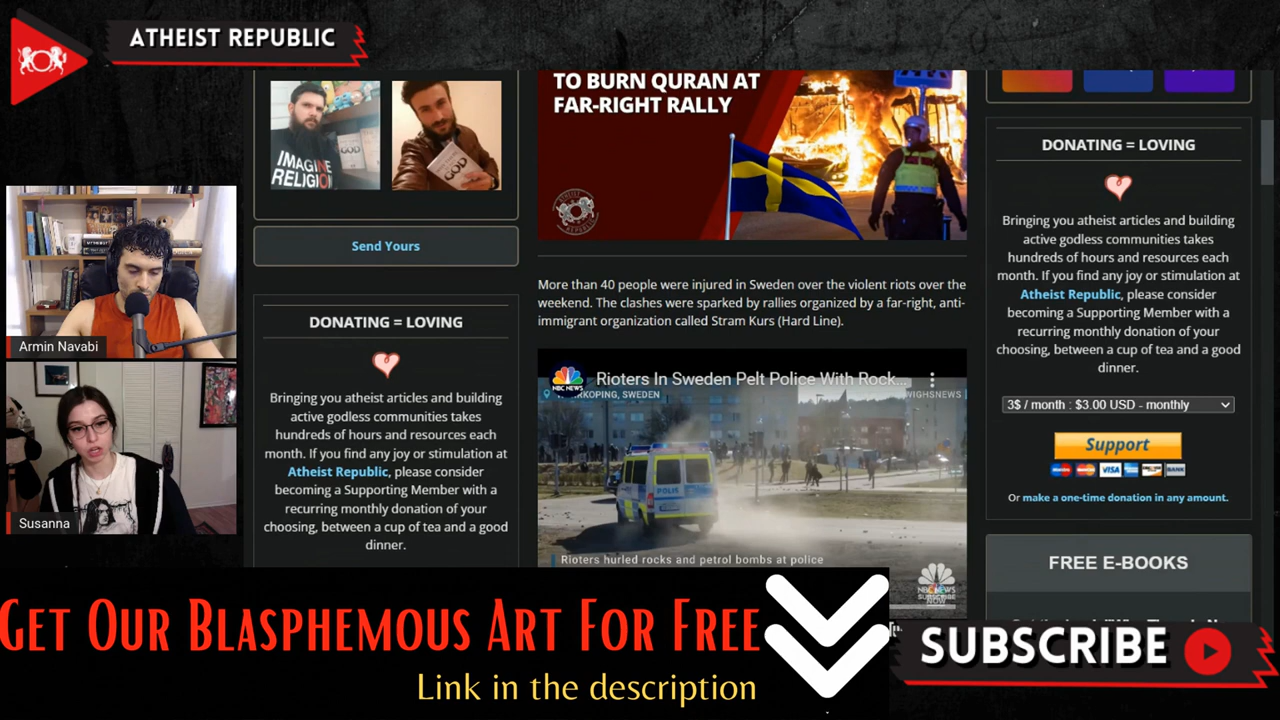 ATHEIST REPUBLIC
IMAGINE
RELIGION
GOD
Send Yours
DONATING = LOVING
Bringing you atheist articles and building
active godless communities takes
hundreds of hours and resources each
month. If you find any joy or stimulation at
Atheist Republic, please consider
becoming a Supporting Member with a
recurring monthly donation of your
choosing, between a cup of tea and a good
dinner.
TO BURN QURAN AT
FAR-RIGHT RALLY
More than 40 people were injured in Sweden over the violent riots over the
weekend. The clashes were sparked by rallies organized by a far-right, anti-
immigrant organization called Stram Kurs (Hard Line).
NBC NEWS
Rioters In Sweden Pelt Police With Rock...
RKOPING, SWEDEN
WIGHSNEWS
POLIS
Rioters hurled rocks and petrol bombs at police
NBC NEWS
SUBSCRIBE
NOW
DONATING = LOVING
Bringing you atheist articles and building
active godless communities takes
hundreds of hours and resources each
month. If you find any joy or stimulation at
Atheist Republic, please consider
becoming a Supporting Member with a
recurring monthly donation of your
choosing, between a cup of tea and a good
dinner.
3$ / month : $3.00 USD - monthly
Support
VISA
BANK
Or make a one-time donation in any amount.
FREE E-BOOKS
Armin Navabi
Susanna
GET OUR BLASPHEMOUS ART FOR FREE
Link in the description
SUBSCRIBE